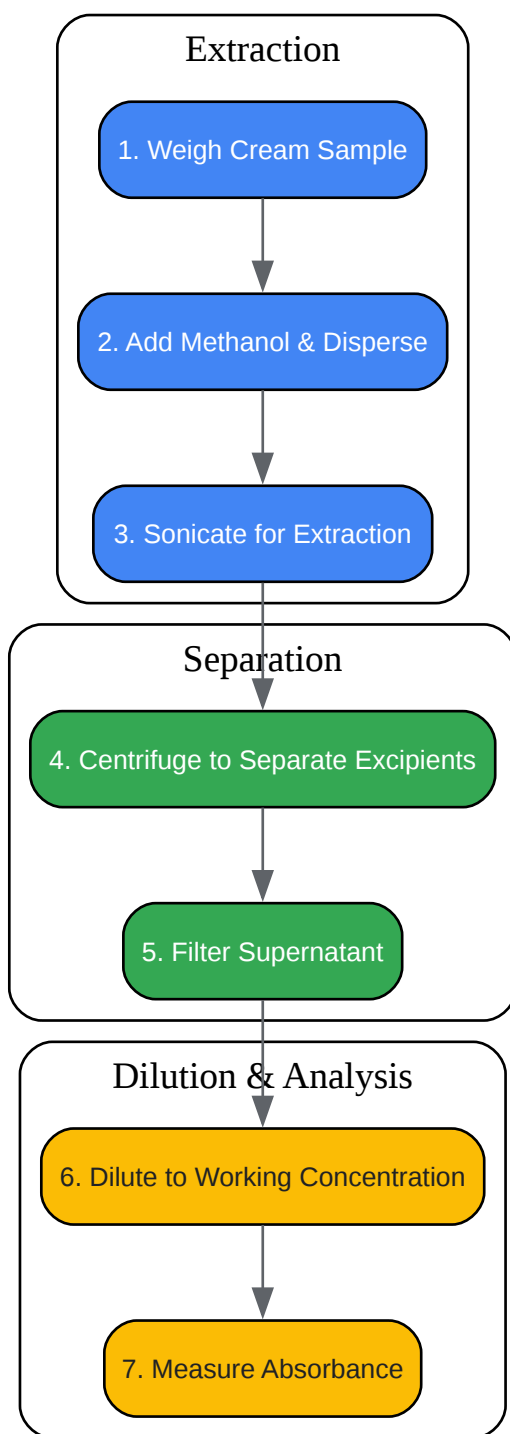 Extraction
1. Weigh Cream Sample
2. Add Methanol & Disperse
3. Sonicate for Extraction
Separation
4. Centrifuge to Separate Excipients
5. Filter Supernatant
Dilution & Analysis
6. Dilute to Working Concentration
7. Measure Absorbance